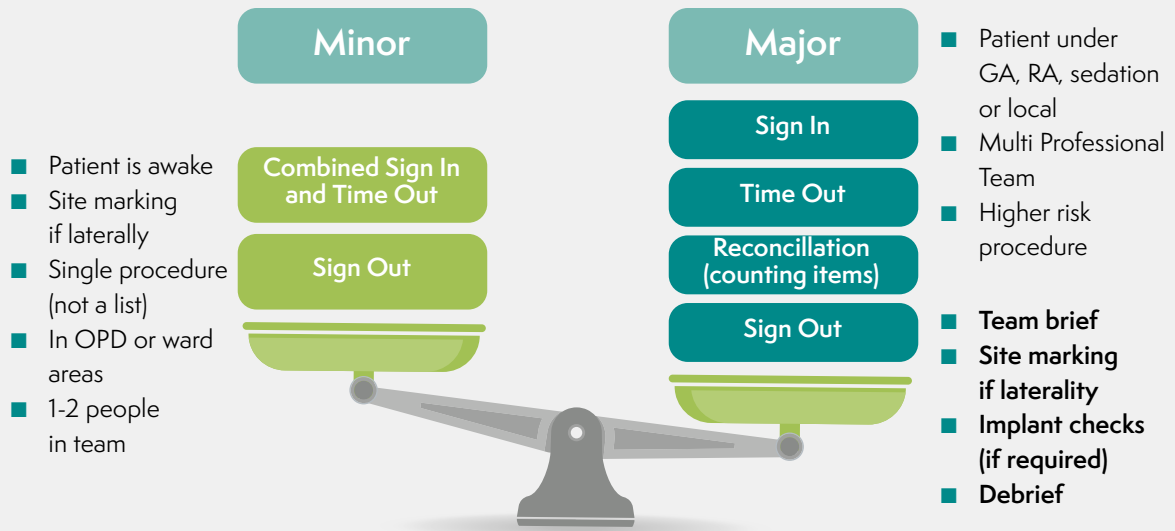 Minor
Patient is awake
Site marking
if laterally
Single procedure
(not a list)
In OPD or ward
areas
1-2 people
in team
Combined Sign In
and Time Out
Sign Out
Major
Sign In
Time Out
Reconcillation
(counting items)
Sign Out
Patient under
GA, RA, sedation
or local
Multi Professional
Team
Higher risk
procedure
Team brief
Site marking
if laterality
Implant checks
(if required)
Debrief